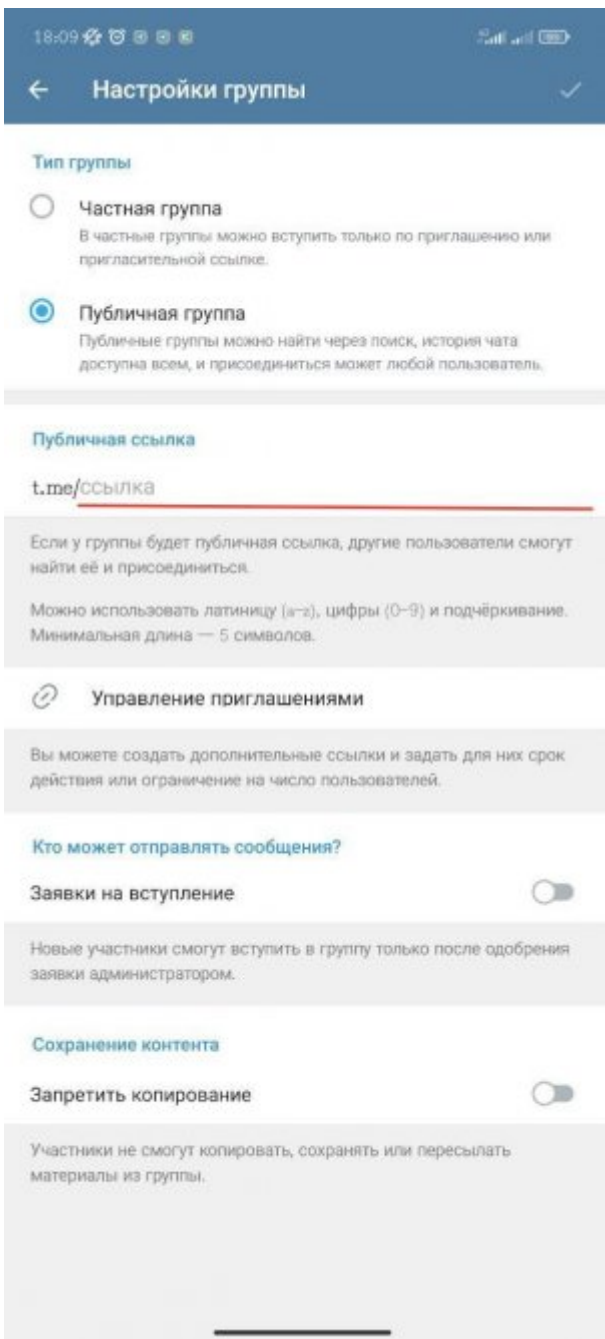 18:09
Настройки группы
Тип группы
Частная группа
В частные группы можно вступить только по приглашению или
пригласительной ссылке.
Публичная группа
Публичные группы можно найти через поиск, история чата
доступна всем, и присоединиться может любой пользователь.
Публичная ссылка
t.me/ссылка
Если у группы будет публичная ссылка, другие пользователи смогут
найти её и присоединиться.
Можно использовать латиницу (a–z), цифры (0–9) и подчёркивание.
Минимальная длина — 5 символов.
Управление приглашениями
Вы можете создать дополнительные ссылки и задать для них срок
действия или ограничение на число пользователей.
Кто может отправлять сообщения?
Заявки на вступление
Новые участники смогут вступить в группу только после одобрения
заявки администратором.
Сохранение контента
Запретить копирование
Участники не смогут копировать, сохранять или пересылать
материалы из группы.